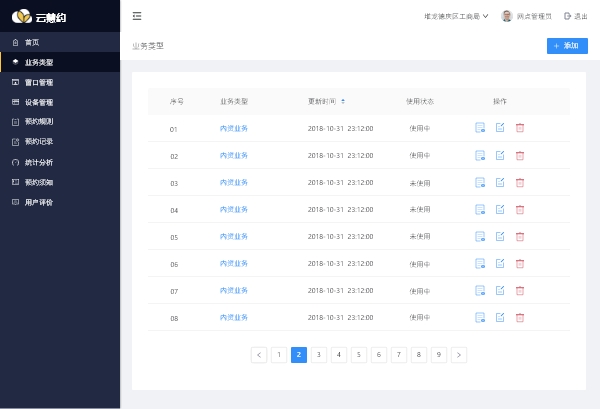 云慧约
堆龙德庆区工商局 网点管理员 退出
首页
业务类型
窗口管理
设备管理
预约规则
预约记录
统计分析
预约须知
用户评价
业务类型
+ 添加
序号 业务类型 更新时间 使用状态 操作
01 内资业务 2018-10-31 23:12:00 使用中
02 内资业务 2018-10-31 23:12:00 使用中
03 内资业务 2018-10-31 23:12:00 未使用
04 内资业务 2018-10-31 23:12:00 未使用
05 内资业务 2018-10-31 23:12:00 未使用
06 内资业务 2018-10-31 23:12:00 使用中
07 内资业务 2018-10-31 23:12:00 使用中
08 内资业务 2018-10-31 23:12:00 使用中
< 1 2 3 4 5 6 7 8 9 >